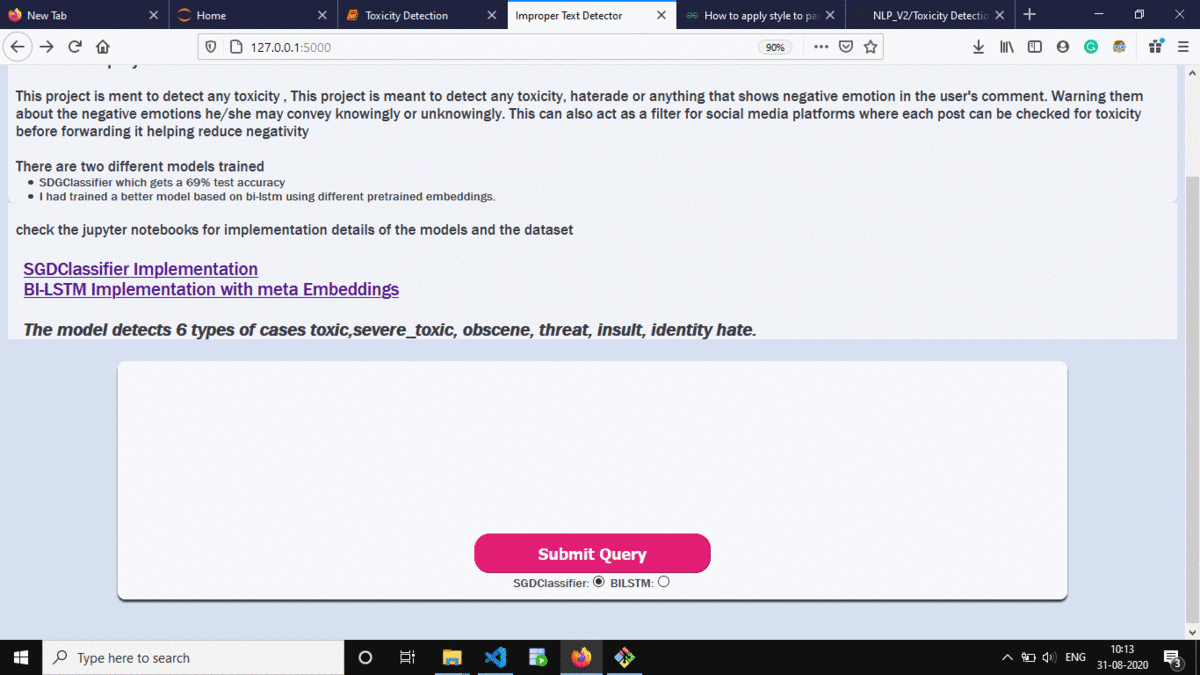 New Tab
Home
Toxicity Detection
Improper Text Detector
How to apply style to par
NLP_V2/Toxicity Detectio
127.0.0.1:5000
90%
This project is ment to detect any toxicity , This project is meant to detect any toxicity, haterade or anything that shows negative emotion in the user's comment. Warning them
about the negative emotions he/she may convey knowingly or unknowingly. This can also act as a filter for social media platforms where each post can be checked for toxicity
before forwarding it helping reduce negativity
There are two different models trained
SDGClassifier which gets a 69% test accuracy
I had trained a better model based on bi-lstm using different pretrained embeddings.
check the jupyter notebooks for implementation details of the models and the dataset
SGDClassifier Implementation
BI-LSTM Implementation with meta Embeddings
The model detects 6 types of cases toxic,severe_toxic, obscene, threat, insult, identity hate.
Submit Query
SGDClassifier: BILSTM:
Type here to search
ENG
10:13
31-08-2020
3